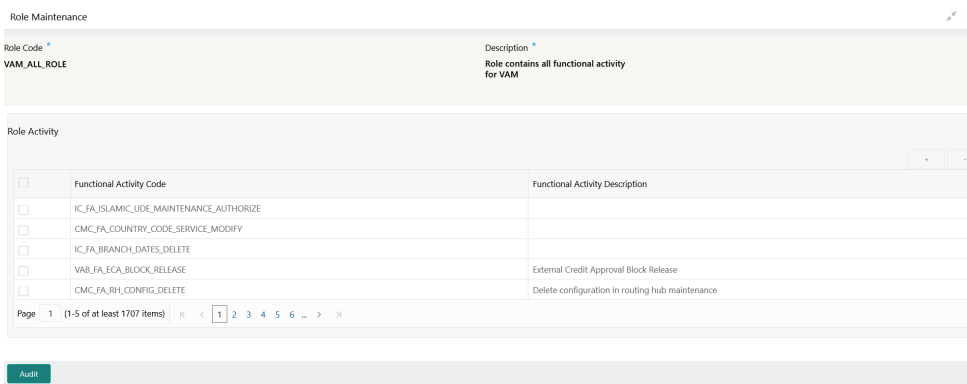 Role Maintenance
Role Code *
Description *
VAM_ALL_ROLE
Role contains all functional activity
for VAM
Role Activity
+ -
Functional Activity Code
Functional Activity Description
IC_FA_ISLAMIC_UDE_MAINTENANCE_AUTHORIZE
CMC_FA_COUNTRY_CODE_SERVICE_MODIFY
IC_FA_BRANCH_DATES_DELETE
VAB_FA_ECA_BLOCK_RELEASE
External Credit Approval Block Release
CMC_FA_RH_CONFIG_DELETE
Delete configuration in routing hub maintenance
Page 1 (1-5 of at least 1707 items) 1 2 3 4 5 6 ...
Audit